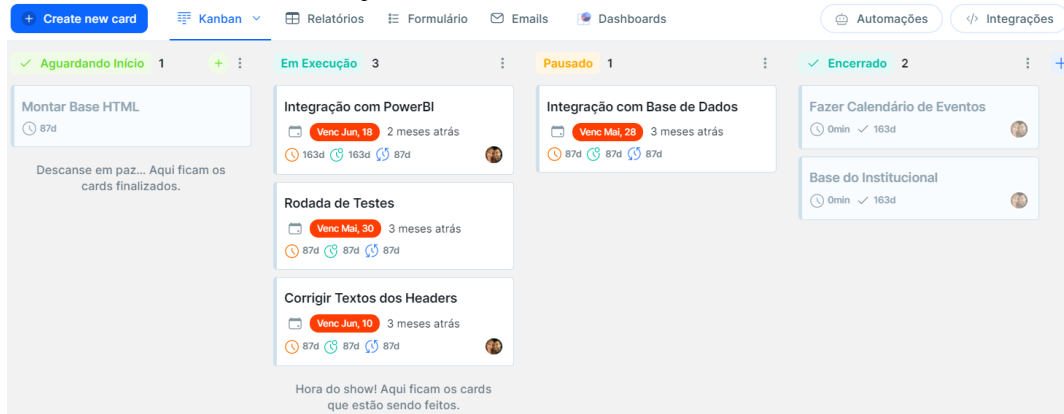 + Create new card
Kanban
Relatórios
Formulário
Emails
Dashboards
Automações
</> Integrações
Aguardando Início 1 +
Montar Base HTML
87d
Descanse em paz... Aqui ficam os
cards finalizados.
Em Execução 3
Integração com PowerBI
Venc Jun, 18 2 meses atrás
163d 163d 87d
Rodada de Testes
Venc Mai, 30 3 meses atrás
87d 87d 87d
Corrigir Textos dos Headers
Venc Jun, 10 3 meses atrás
87d 87d 87d
Hora do show! Aqui ficam os cards
que estão sendo feitos.
Pausado 1
Integração com Base de Dados
Venc Mai, 28 3 meses atrás
87d 87d 87d
Encerrado 2
Fazer Calendário de Eventos
0min 163d
Base do Institucional
0min 163d
+